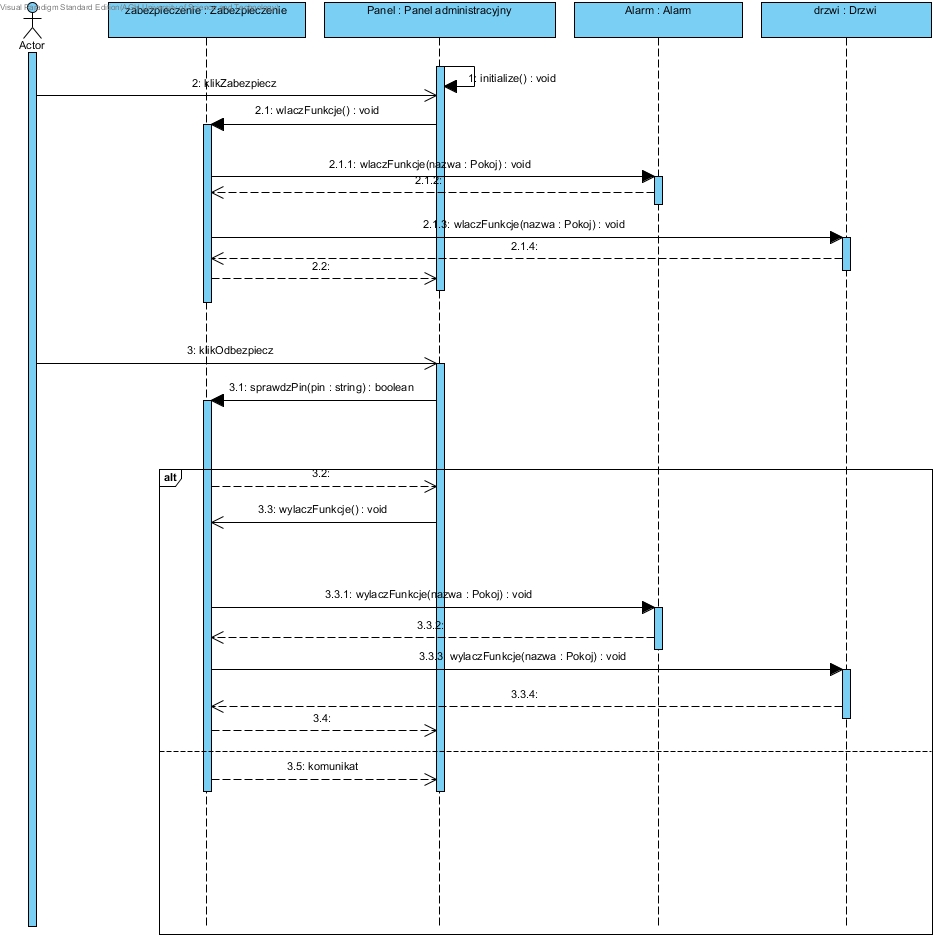 Visual Paradigm Standard Edition
zabezpieczenie : Zabezpieczenie
Panel : Panel administracyjny
Alarm : Alarm
drzwi : Drzwi
Actor
1: initialize() : void
2: klikZabezpiecz
2.1: wlaczFunkcje() : void
2.1.1: wlaczFunkcje(nazwa : Pokoj) : void
2.1.2:
2.1.3: wlaczFunkcje(nazwa : Pokoj) : void
2.1.4:
2.2:
3: klikOdbezpiecz
3.1: sprawdzPin(pin : string) : boolean
alt
3.2:
3.3: wylaczFunkcje() : void
3.3.1: wylaczFunkcje(nazwa : Pokoj) : void
3.3.2:
3.3.3: wylaczFunkcje(nazwa : Pokoj) : void
3.3.4:
3.4:
3.5: komunikat